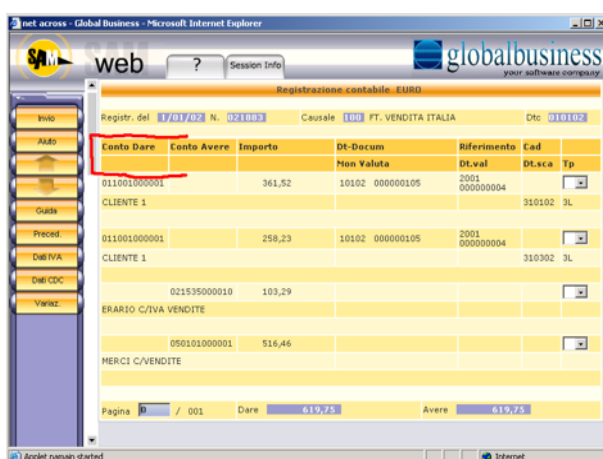 net across - Global Business - Microsoft Internet Explorer
SAM web ? Session Info globalbusiness
your software company
Registrazione contabile EURO
Invio
Registr. del 1/01/02 N. 021003 Causale 100 FT. VENDITA ITALIA Dtc 010102
Aiuto
Conto Dare Conto Avere Importo Dt-Docum Riferimento Cad
Mon Valuta Dt.val Dt.sca Tp
011001000001 361,52 10102 000000105 2001 000000004
CLIENTE 1 310102 3L
Guida
Preced.
011001000001 258,23 10102 000000105 2001 000000004
Dati IVA
CLIENTE 1 310302 3L
Dati CDC
021535000010 103,29
Variaz.
ERARIO C/IVA VENDITE
050101000001 516,46
MERCI C/VENDITE
Pagina / 001 Dare 619,75 Avere 619,75
Applet started
Internet